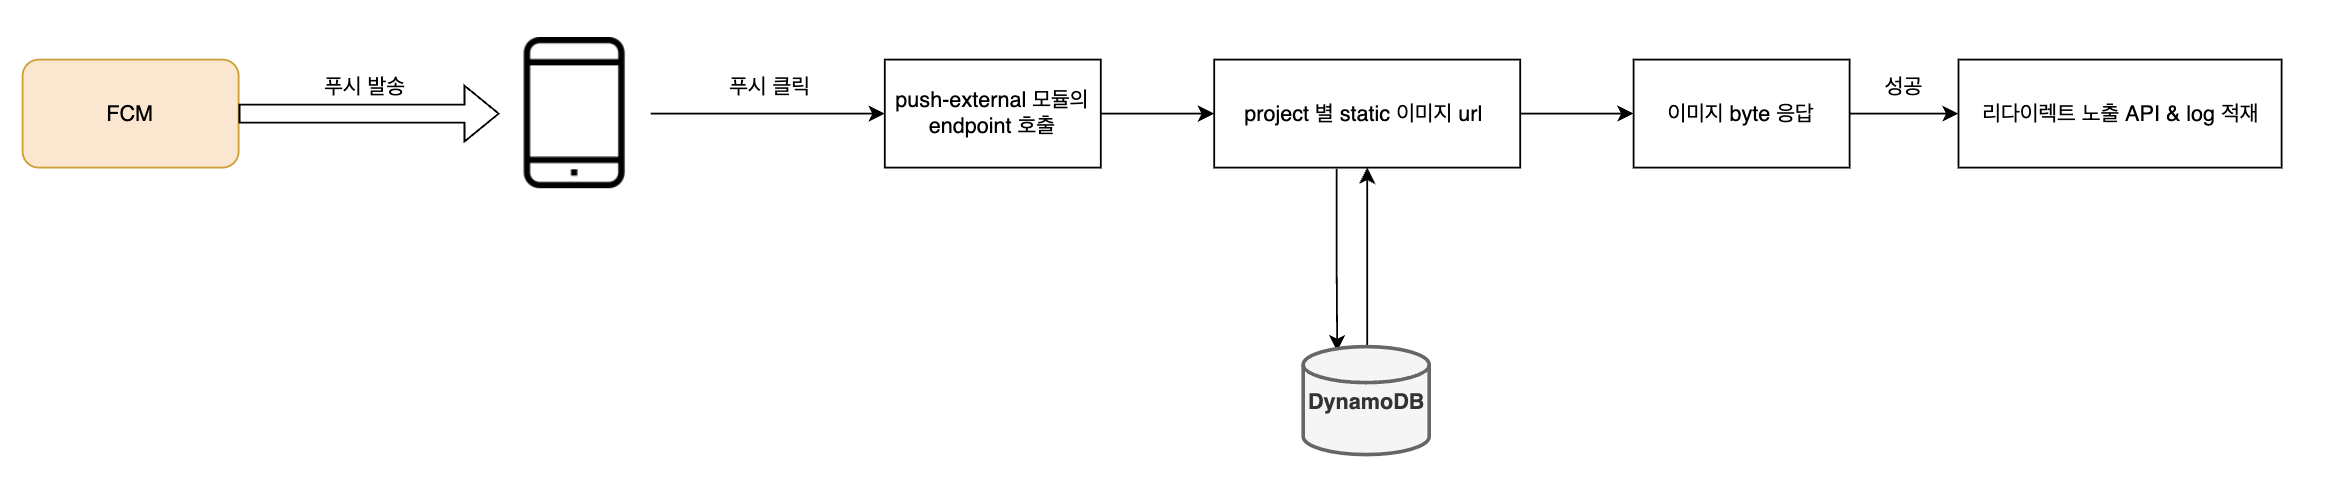 FCM
푸시 발송
푸시 클릭
push-external 모듈의
endpoint 호출
project 별 static 이미지 url
이미지 byte 응답
성공
리다이렉트 노출 API & log 적재
DynamoDB